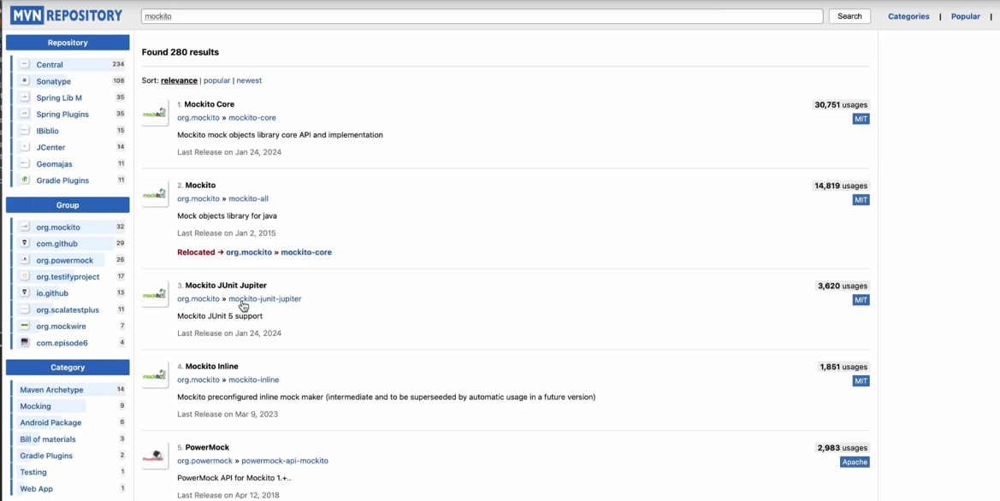 MVN REPOSITORY
mockito
Search
Categories | Popular |
Repository
Central 234
Sonatype 108
Spring Lib M 35
Spring Plugins 35
IBiblio 15
JCenter 14
Geomajas 11
Gradle Plugins 11
Group
org.mockito 32
com.github 29
org.powermock 26
org.testifyproject 17
io.github 13
org.scalatestplus 11
org.mockwire 7
com.episode6 4
Category
Maven Archetype 14
Mocking 9
Android Package 6
Bill of materials 3
Gradle Plugins 2
Testing 1
Web App 1
Found 280 results
Sort: relevance | popular | newest
1. Mockito Core 30,751 usages
org.mockito » mockito-core MIT
Mockito mock objects library core API and implementation
Last Release on Jan 24, 2024
2. Mockito 14,819 usages
org.mockito » mockito-all MIT
Mock objects library for java
Last Release on Jan 2, 2015
Relocated → org.mockito » mockito-core
3. Mockito JUnit Jupiter 3,620 usages
org.mockito » mockito-junit-jupiter MIT
Mockito JUnit 5 support
Last Release on Jan 24, 2024
4. Mockito Inline 1,851 usages
org.mockito » mockito-inline MIT
Mockito preconfigured inline mock maker (intermediate and to be superseeded by automatic usage in a future version)
Last Release on Mar 9, 2023
5. PowerMock 2,983 usages
org.powermock » powermock-api-mockito Apache
PowerMock API for Mockito 1.+..
Last Release on Apr 12, 2018